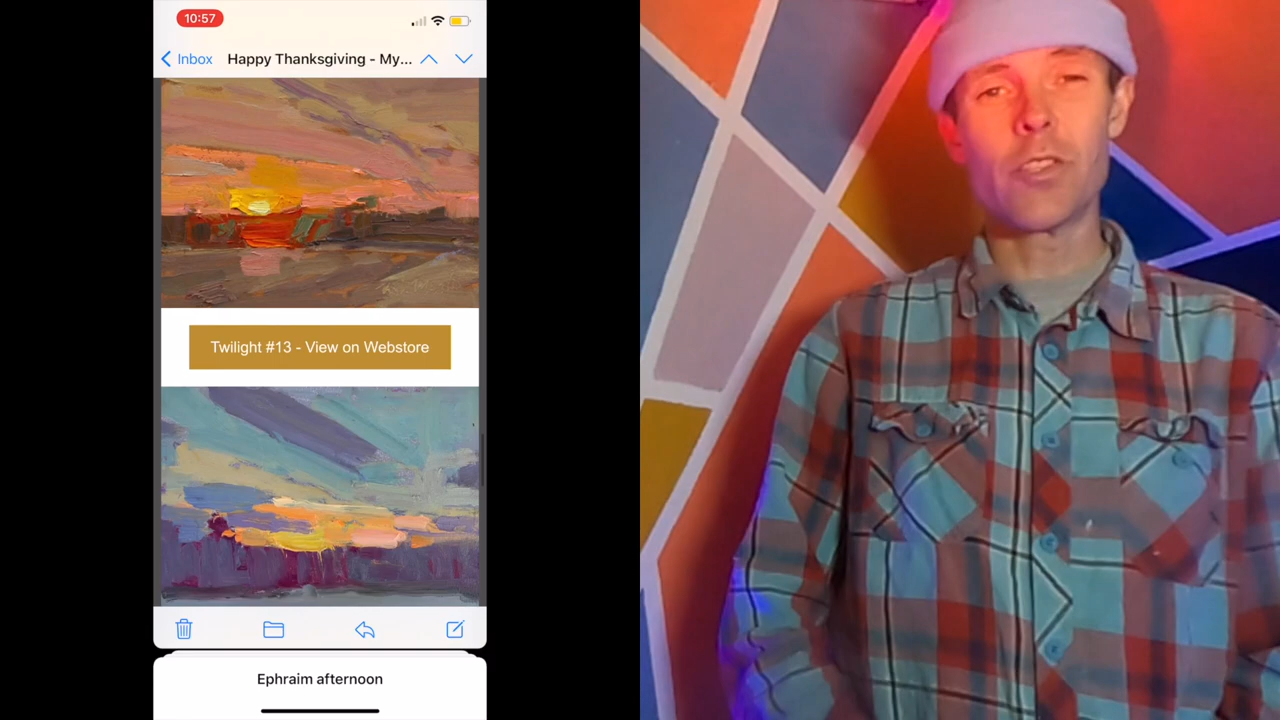 10:57
Inbox
Happy Thanksgiving - My...
Twilight #13 - View on Webstore
Ephraim afternoon